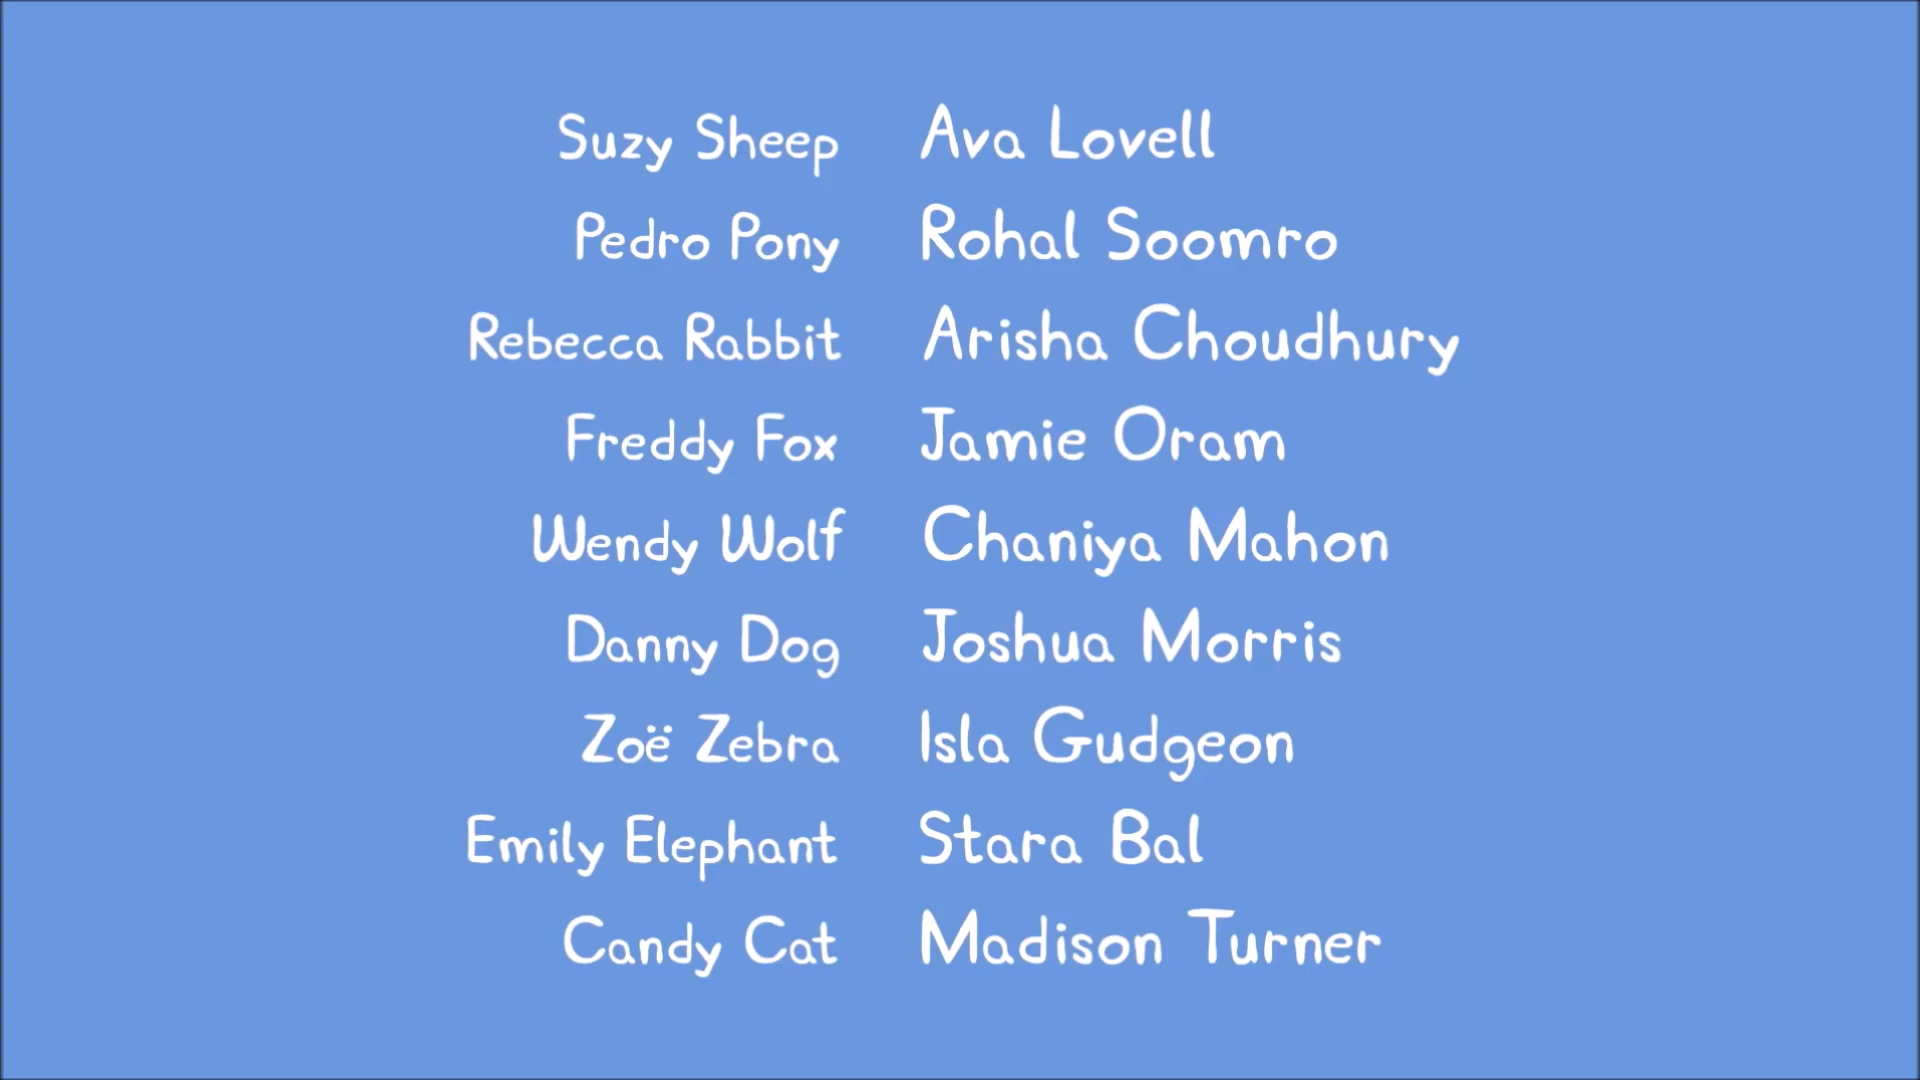 Suzy Sheep Ava Lovell
Pedro Pony Rohal Soomro
Rebecca Rabbit Arisha Choudhury
Freddy Fox Jamie Oram
Wendy Wolf Chaniya Mahon
Danny Dog Joshua Morris
Zoë Zebra Isla Gudgeon
Emily Elephant Stara Bal
Candy Cat Madison Turner